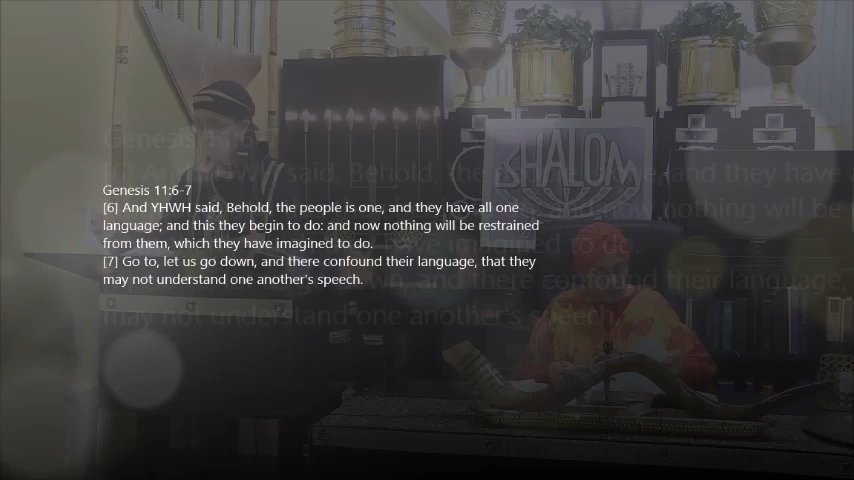 Genesis 11:6-7
[6] And YHWH said, Behold, the people is one, and they have all one
language; and this they begin to do: and now nothing will be restrained
from them, which they have imagined to do.
[7] Go to, let us go down, and there confound their language, that they
may not understand one another's speech.
SHALOM